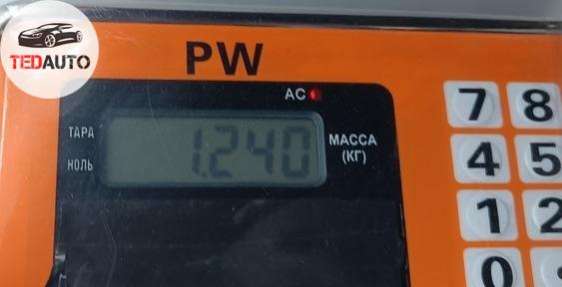 TEDAUTO
PW
AC
ТАРА
НОЛЬ
1.240
МАССА
(КГ)
7 8
4 5
1 2
0 .